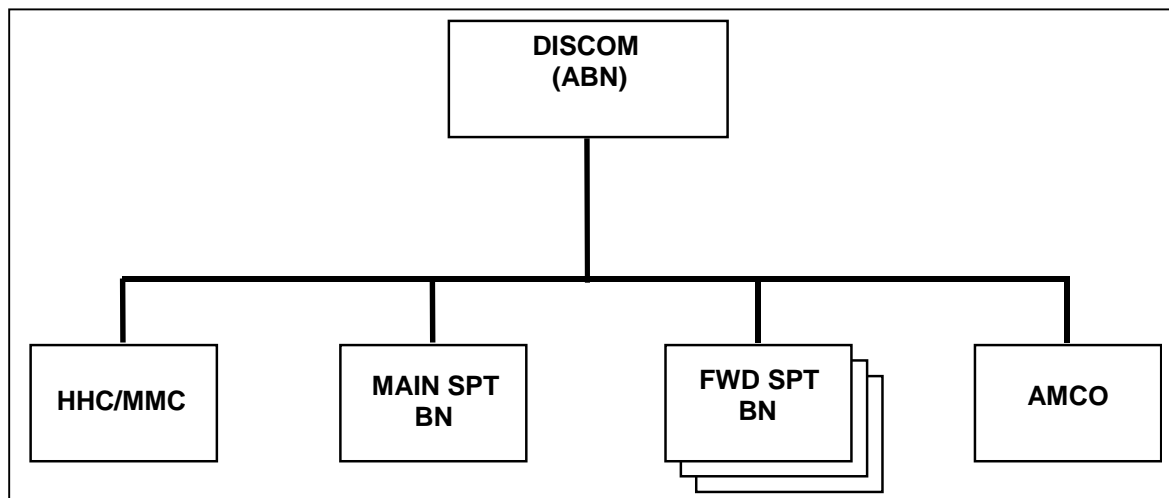 DISCOM
(ABN)
HHC/MMC
MAIN SPT
BN
FWD SPT
BN
AMCO